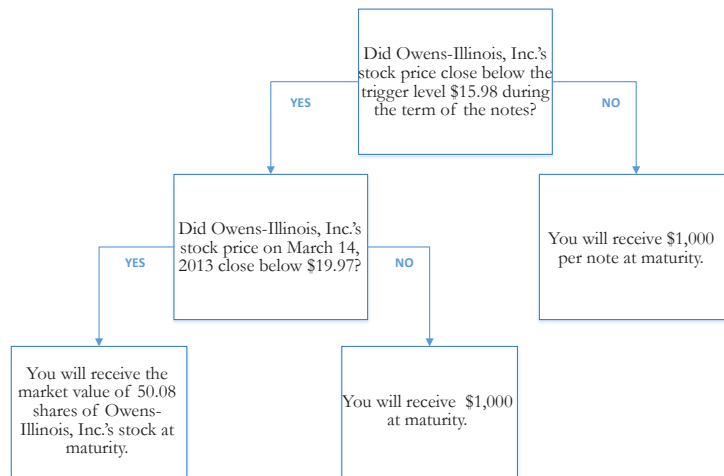 Did Owens-Illinois, Inc.'s
stock price close below the
trigger level $15.98 during
the term of the notes?
YES
NO
Did Owens-Illinois, Inc.'s
stock price on March 14,
2013 close below $19.97?
You will receive $1,000
per note at maturity.
YES
NO
You will receive the
market value of 50.08
shares of Owens-
Illinois, Inc.'s stock at
maturity.
You will receive $1,000
at maturity.